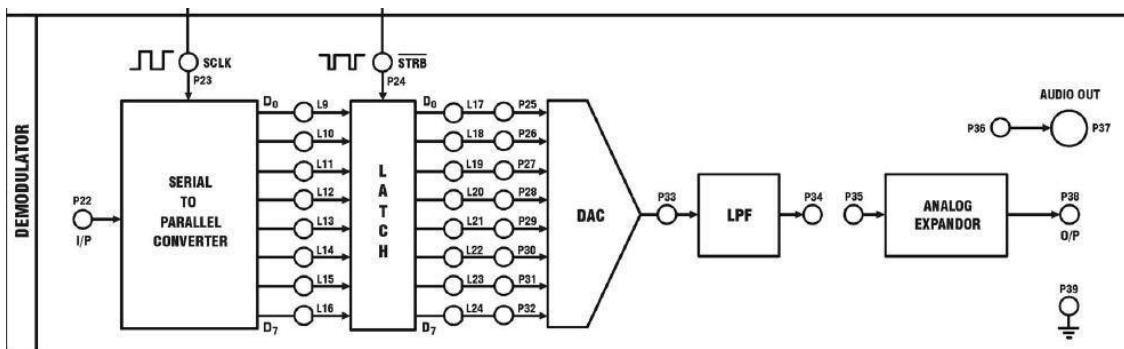 DEMODULATOR
SCLK
P23
STRB
P24
D0
L9
L10
L11
L12
L13
L14
L15
L16
D7
P22
I/P
SERIAL
TO
PARALLEL
CONVERTER
L
A
T
C
H
D0
L17
P25
L18
P26
L19
P27
L20
P28
L21
P29
L22
P30
L23
P31
L24
P32
D7
DAC
P33
LPF
P34
P35
ANALOG
EXPANDOR
AUDIO OUT
P36
P37
P38
O/P
P39